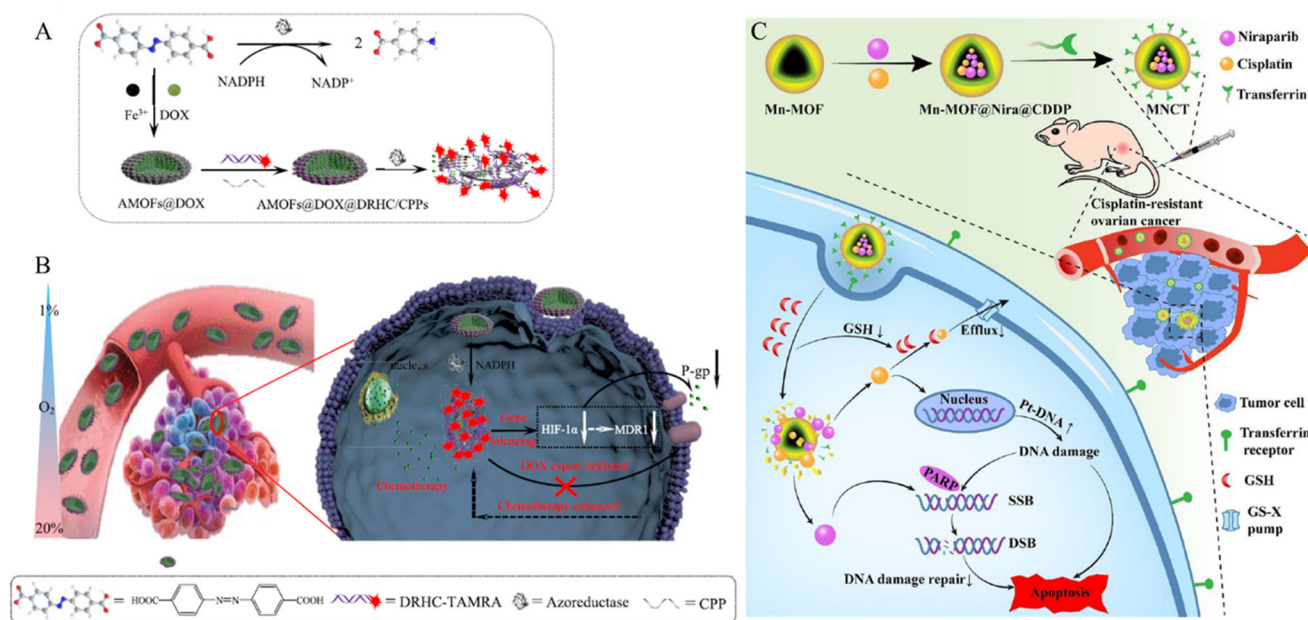 A
2
NADPH
NADP⁺
Fe³⁺
DOX
AMOFs@DOX
AMOFs@DOX@DRHC/CPPs
B
1%
O₂
20%
nucleus
NADPH
P-gp
Gene
silencing
HIF-1α
MDR1
DOX export inhibited
Chemotherapy
Chemotherapy enhanced
=
HOOC
N=N
COOH
= DRHC-TAMRA
= Azoreductase
= CPP
C
Mn-MOF
Mn-MOF@Nira@CDDP
MNCT
Niraparib
Cisplatin
Transferrin
Cisplatin-resistant
ovarian cancer
GSH ↓
Efflux↓
Nucleus
Pt-DNA ↑
DNA damage
PARP
SSB
DSB
DNA damage repair↓
Apoptosis
Tumor cell
Transferrin
receptor
GSH
GS-X
pump